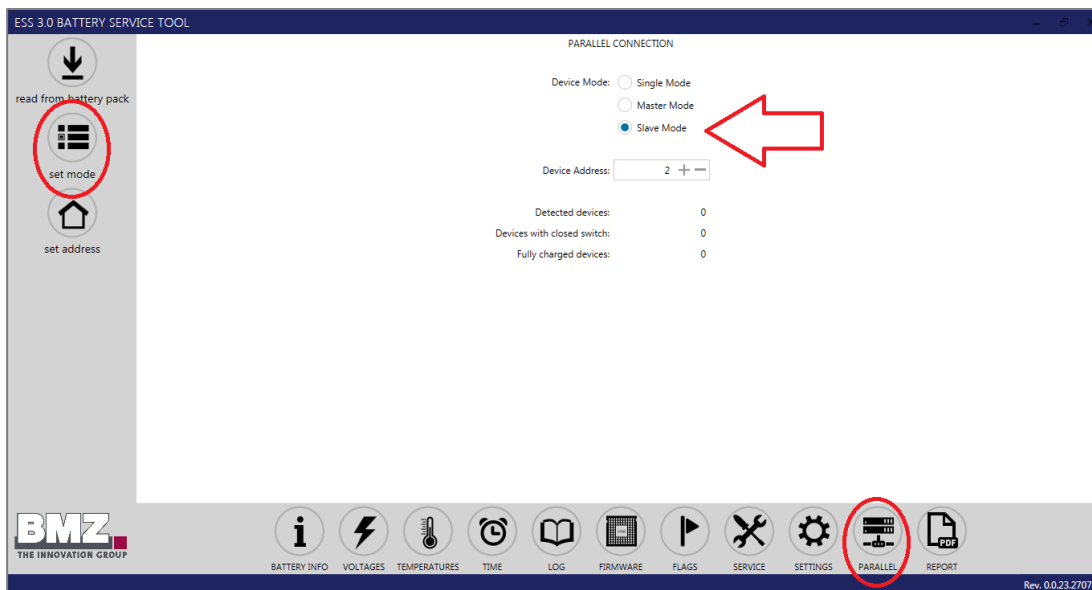 ESS 3.0 BATTERY SERVICE TOOL
PARALLEL CONNECTION
read from battery pack
set mode
set address
Device Mode:
Single Mode
Master Mode
Slave Mode
Device Address: 2
Detected devices: 0
Devices with closed switch: 0
Fully charged devices: 0
BMZ
THE INNOVATION GROUP
BATTERY INFO
VOLTAGES
TEMPERATURES
TIME
LOG
FIRMWARE
FLAGS
SERVICE
SETTINGS
PARALLEL
PDF
REPORT
Rev. 0.0.23.2707